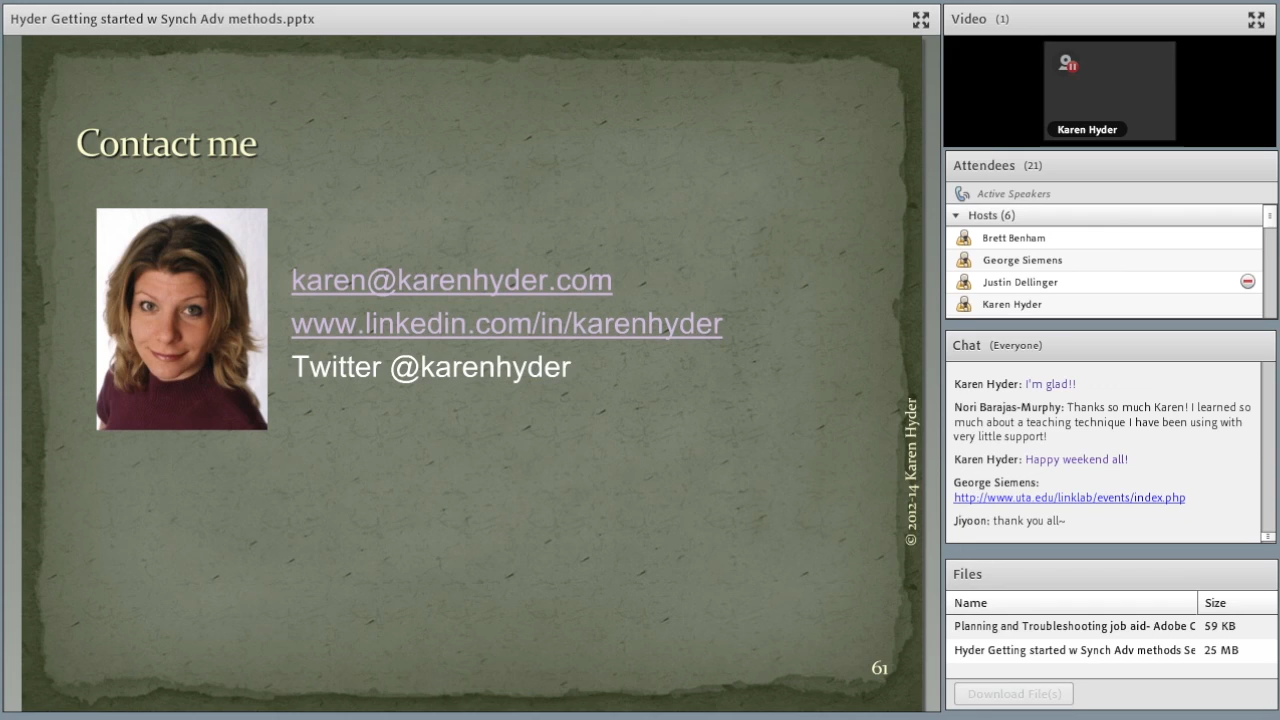 Hyder Getting started w Synch Adv methods.pptx
Contact me
karen@karenhyder.com
www.linkedin.com/in/karenhyder
Twitter @karenhyder
© 2012-14 Karen Hyder
61
Video (1)
Karen Hyder
Attendees (21)
Active Speakers
Hosts (6)
Brett Benham
George Siemens
Justin Dellinger
Karen Hyder
Chat (Everyone)
Karen Hyder: I'm glad!!
Nori Barajas-Murphy: Thanks so much Karen! I learned so
much about a teaching technique I have been using with
very little support!
Karen Hyder: Happy weekend all!
George Siemens:
http://www.uta.edu/linklab/events/index.php
Jiyoon: thank you all~
Files
Name Size
Planning and Troubleshooting job aid- Adobe C 59 KB
Hyder Getting started w Synch Adv methods Se 25 MB
Download File(s)